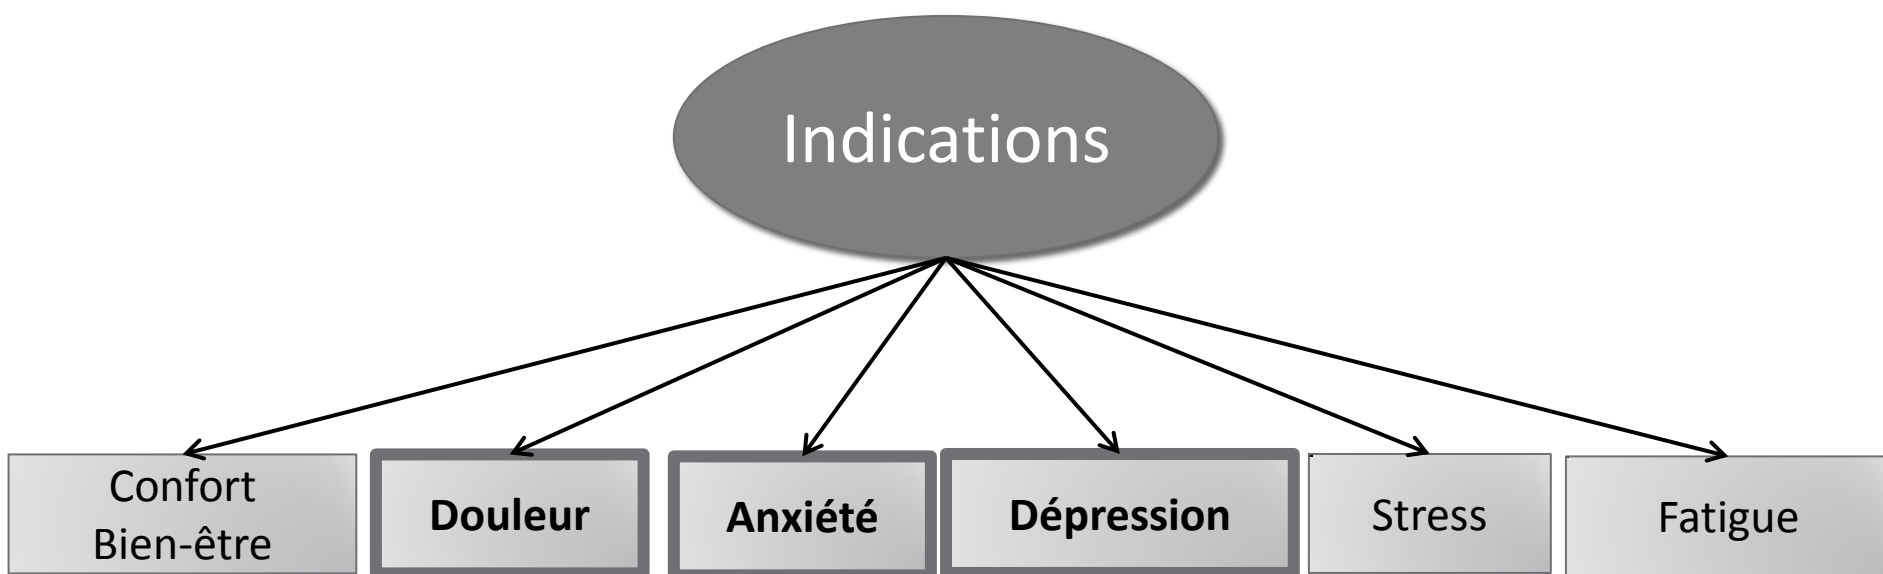 Indications
Confort
Bien-être
Douleur
Anxiété
Dépression
Stress
Fatigue